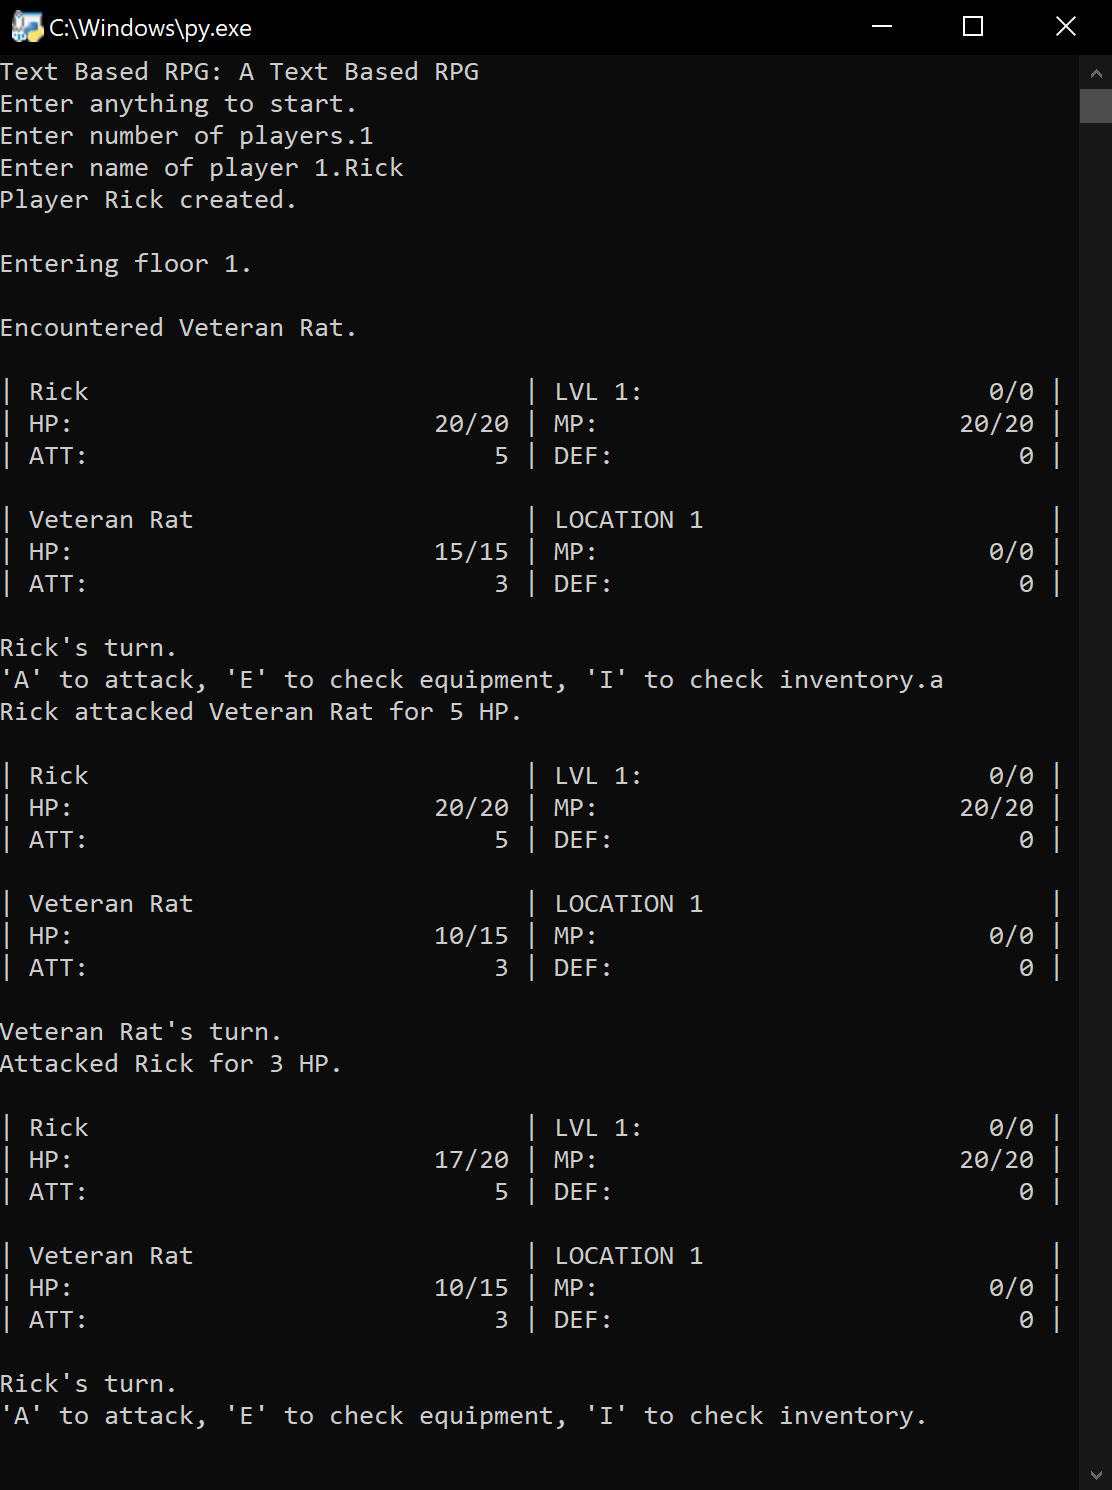 C:\Windows\py.exe
Text Based RPG: A Text Based RPG
Enter anything to start.
Enter number of players.1
Enter name of player 1.Rick
Player Rick created.
Entering floor 1.
Encountered Veteran Rat.
| Rick | LVL 1: 0/0 |
| HP: 20/20 | MP: 20/20 |
| ATT: 5 | DEF: 0 |
| Veteran Rat | LOCATION 1 |
| HP: 15/15 | MP: 0/0 |
| ATT: 3 | DEF: 0 |
Rick's turn.
'A' to attack, 'E' to check equipment, 'I' to check inventory.a
Rick attacked Veteran Rat for 5 HP.
| Rick | LVL 1: 0/0 |
| HP: 20/20 | MP: 20/20 |
| ATT: 5 | DEF: 0 |
| Veteran Rat | LOCATION 1 |
| HP: 10/15 | MP: 0/0 |
| ATT: 3 | DEF: 0 |
Veteran Rat's turn.
Attacked Rick for 3 HP.
| Rick | LVL 1: 0/0 |
| HP: 17/20 | MP: 20/20 |
| ATT: 5 | DEF: 0 |
| Veteran Rat | LOCATION 1 |
| HP: 10/15 | MP: 0/0 |
| ATT: 3 | DEF: 0 |
Rick's turn.
'A' to attack, 'E' to check equipment, 'I' to check inventory.